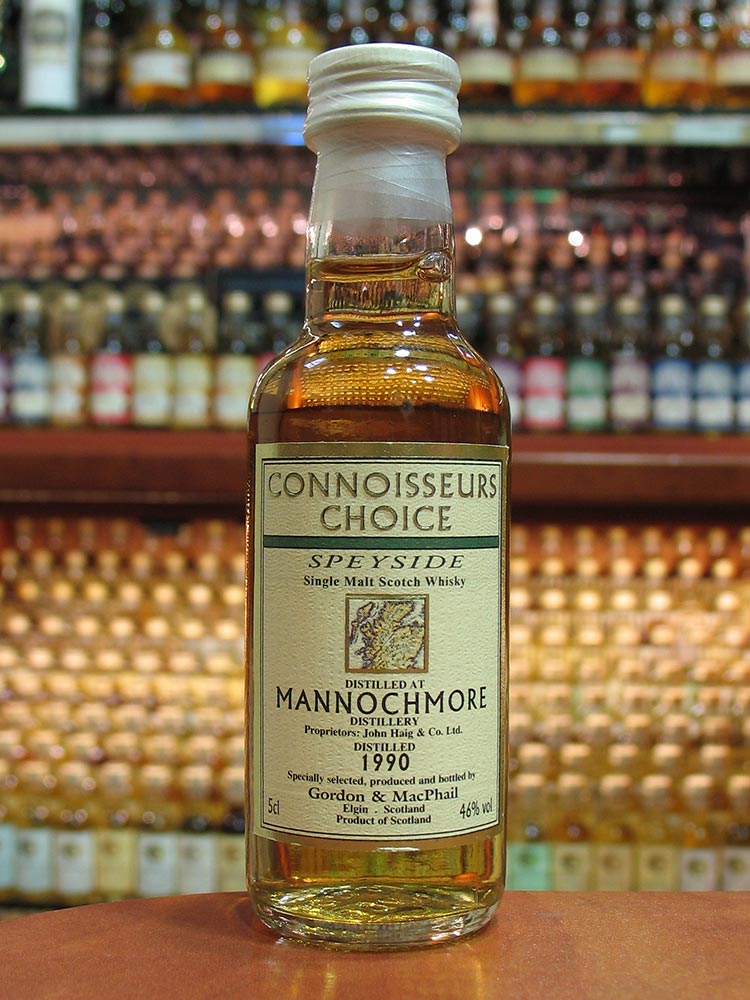 CONNOISSEURS
CHOICE
SPEYSIDE
Single Malt Scotch Whisky
DISTILLED AT
MANNOCHMORE
DISTILLERY
Proprietors: John Haig & Co. Ltd.
DISTILLED
1990
Specially selected, produced and bottled by
Gordon & MacPhail
Elgin . Scotland
Product of Scotland
5cl
46% vol